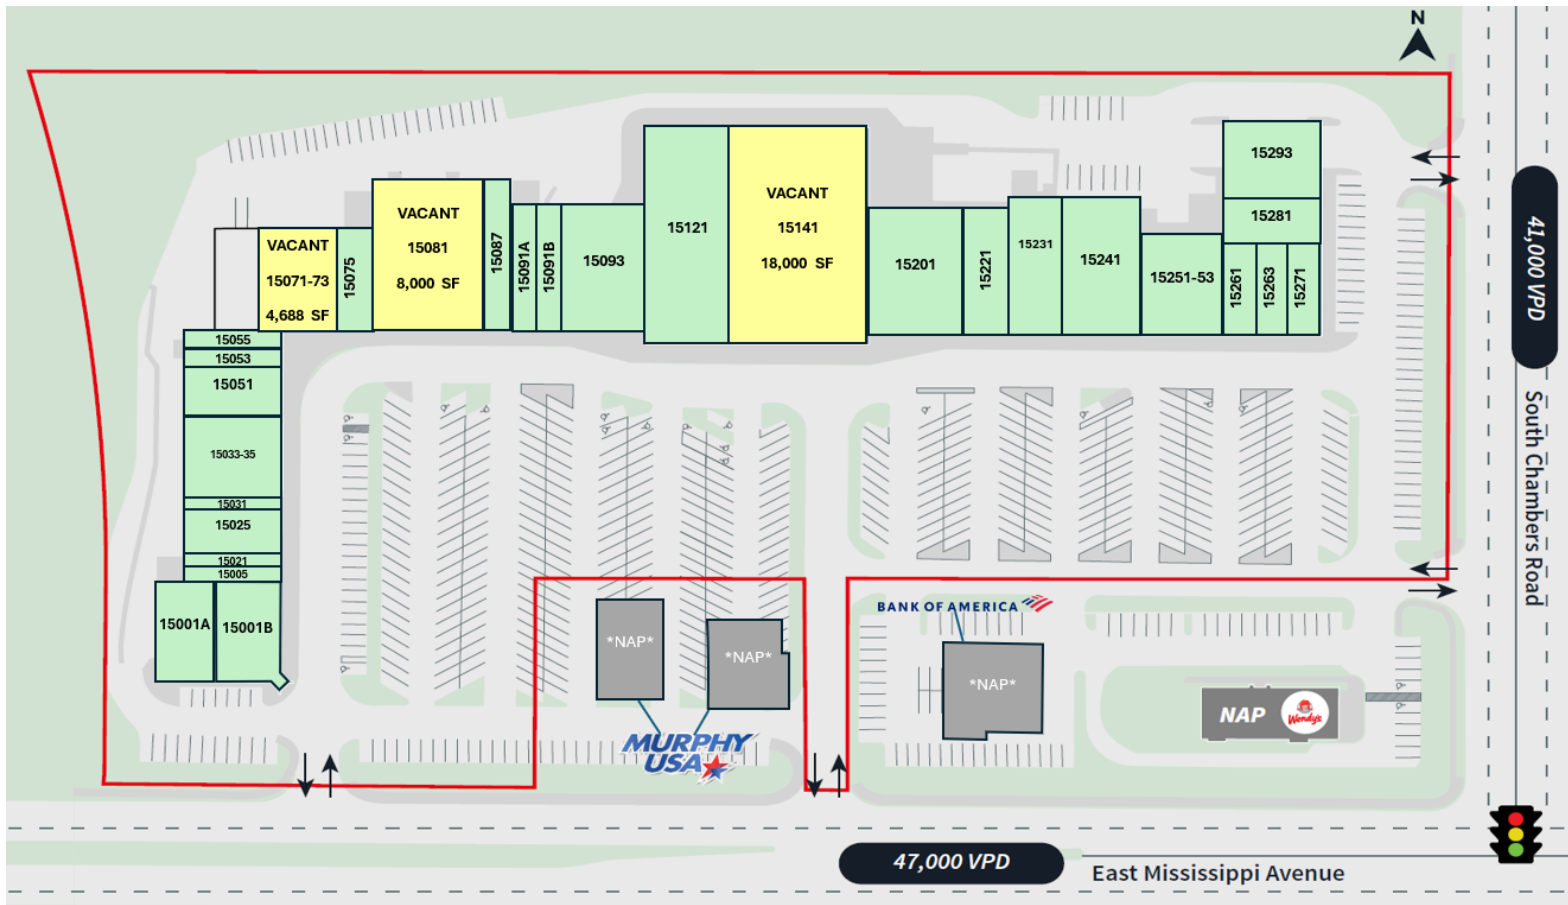 N
15293
15281
15261
15263
15271
15251-53
15241
15231
15221
15201
VACANT
15141
18,000 SF
15121
15093
15091B
15091A
15087
VACANT
15081
8,000 SF
15075
VACANT
15071-73
4,688 SF
15055
15053
15051
15033-35
15031
15025
15021
15005
15001A
15001B
*NAP*
*NAP*
MURPHY
USA
BANK OF AMERICA
*NAP*
NAP
Wendy's
41,000 VPD
South Chambers Road
47,000 VPD
East Mississippi Avenue